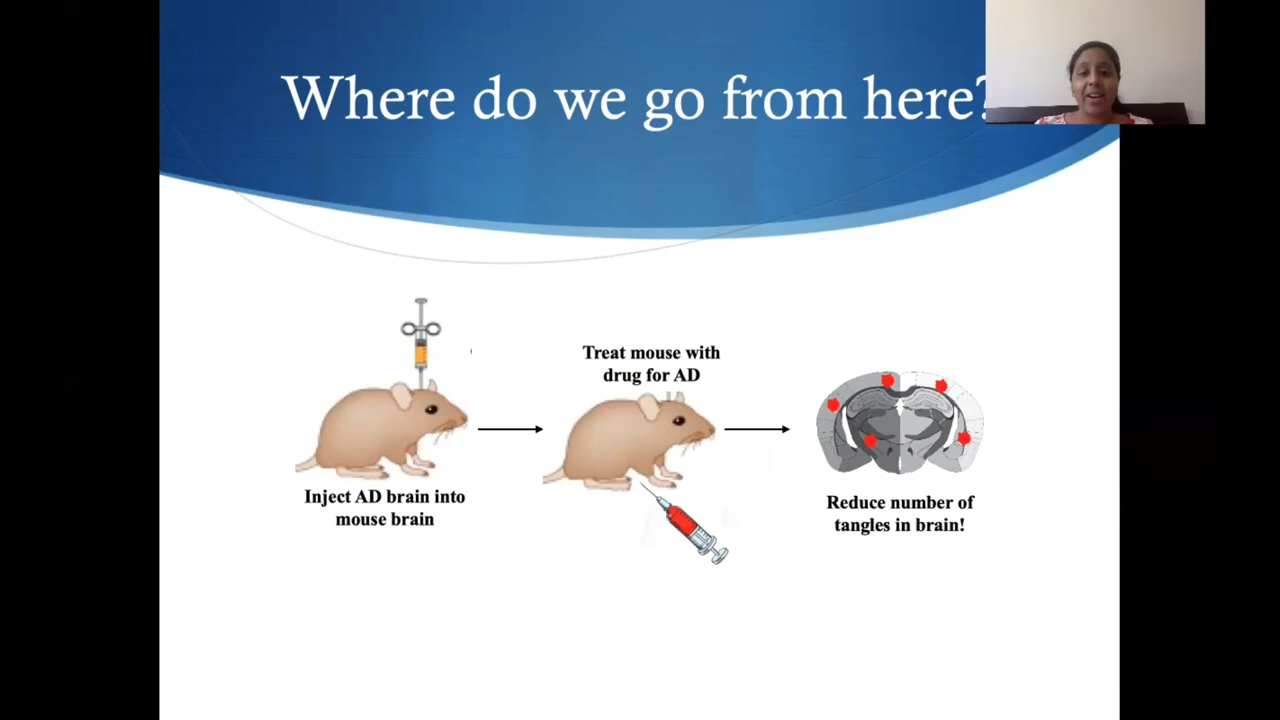 Where do we go from here?
Treat mouse with
drug for AD
Inject AD brain into
mouse brain
Reduce number of
tangles in brain!